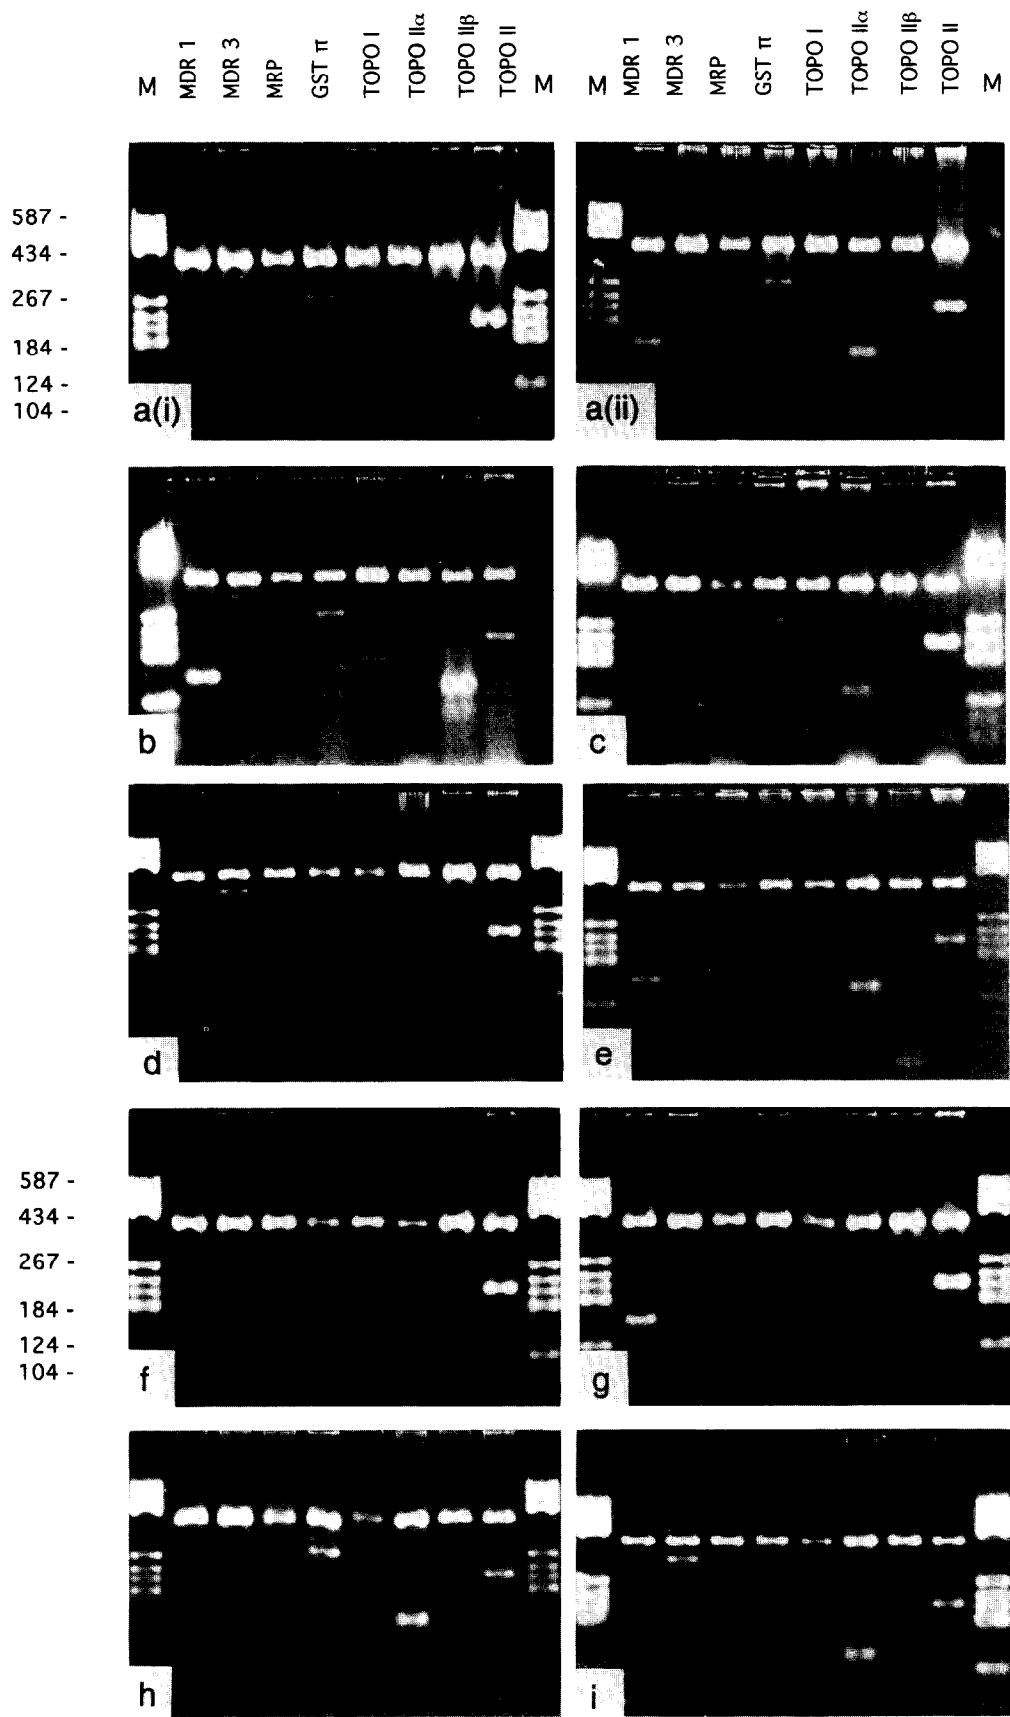 M MDR 1 MDR 3 MRP GST π TOPO I TOPO IIα TOPO IIβ TOPO II M
M MDR 1 MDR 3 MRP GST π TOPO I TOPO IIα TOPO IIβ TOPO II M
587 -
434 -
267 -
184 -
124 -
104 -
a(i)
a(ii)
b
c
d
e
587 -
434 -
267 -
184 -
124 -
104 -
f
g
h
i